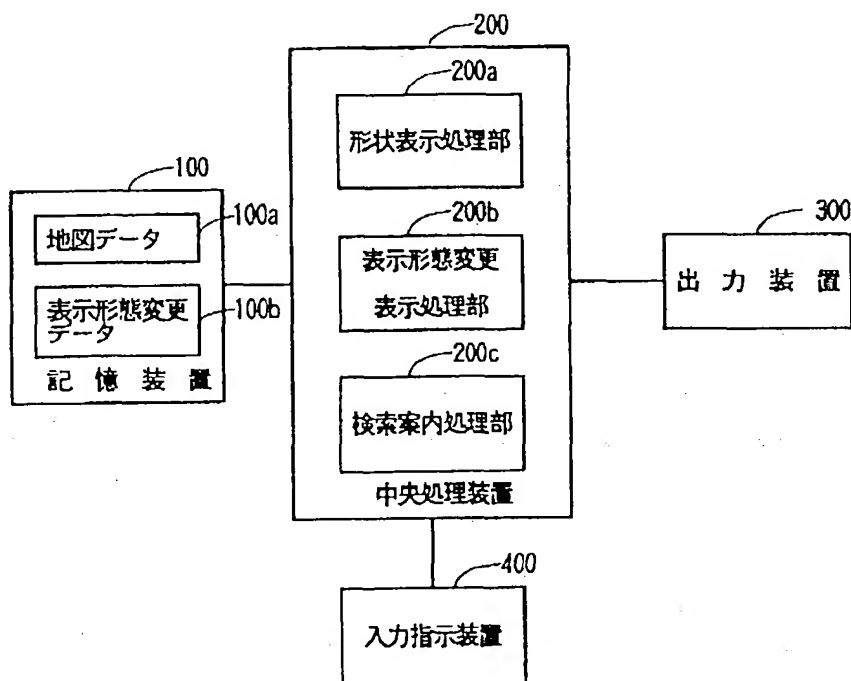 200
200a
形状表示処理部
100
100a
地図データ
100b
表示形態変更
データ
記憶装置
200b
表示形態変更
表示処理部
300
出力装置
200c
検索案内処理部
中央処理装置
400
入力指示装置